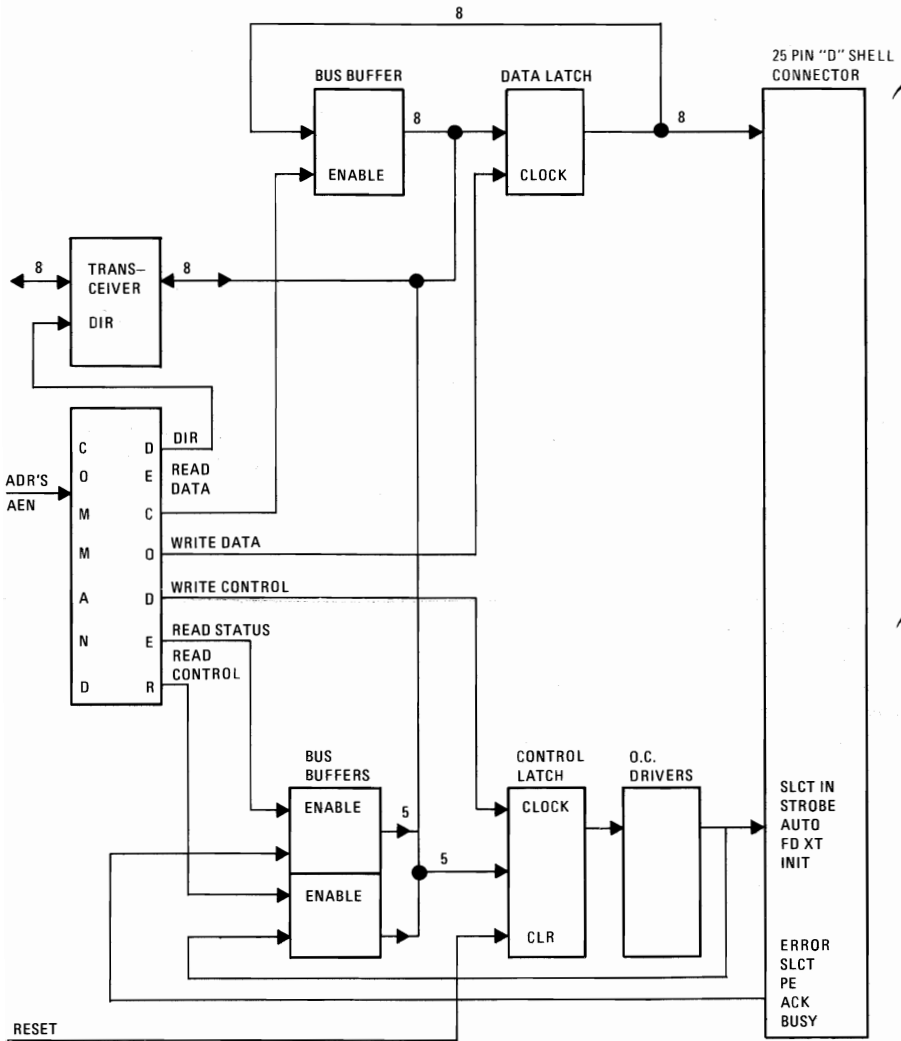 8
25 PIN "D" SHELL
CONNECTOR
BUS BUFFER
DATA LATCH
8
8
ENABLE
CLOCK
8
TRANS-
CEIVER
8
DIR
COMMAND
DECODER
ADR'S
AEN
DIR
READ
DATA
WRITE DATA
WRITE CONTROL
READ STATUS
READ
CONTROL
BUS
BUFFERS
CONTROL
LATCH
O.C.
DRIVERS
ENABLE
5
CLOCK
5
ENABLE
CLR
SLCT IN
STROBE
AUTO
FD XT
INIT
ERROR
SLCT
PE
ACK
BUSY
RESET